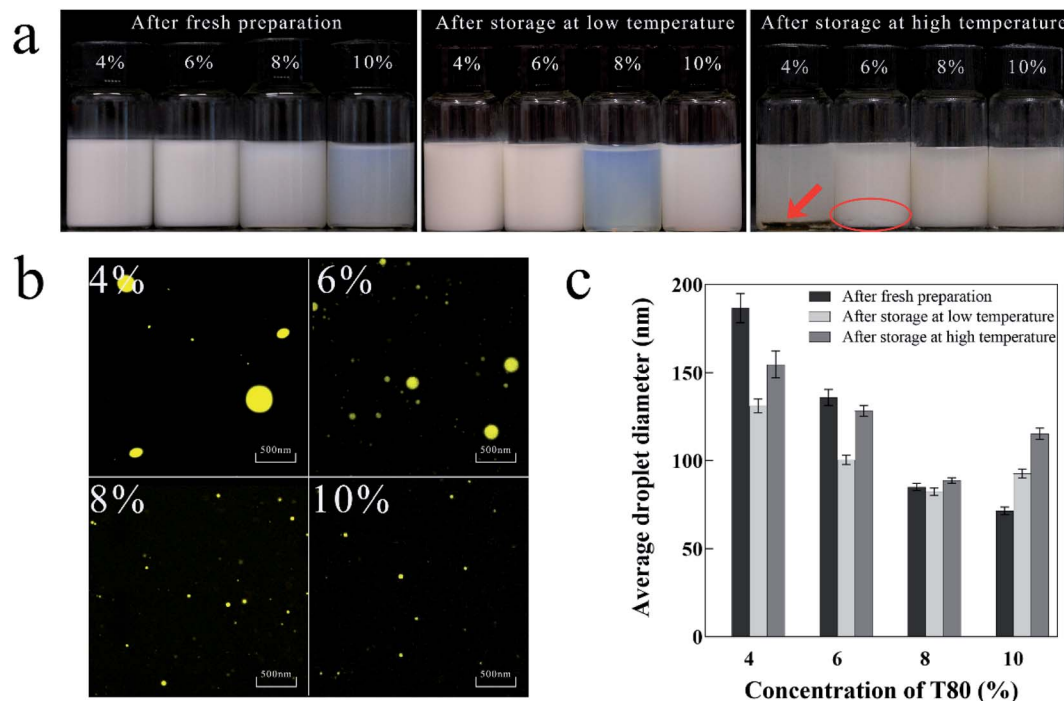 a
After fresh preparation
4% 6% 8% 10%
After storage at low temperature
4% 6% 8% 10%
After storage at high temperature
4% 6% 8% 10%
b
4%
500nm
6%
500nm
8%
500nm
10%
500nm
c
Average droplet diameter (nm)
200
150
100
50
0
After fresh preparation
After storage at low temperature
After storage at high temperature
4 6 8 10
Concentration of T80 (%)